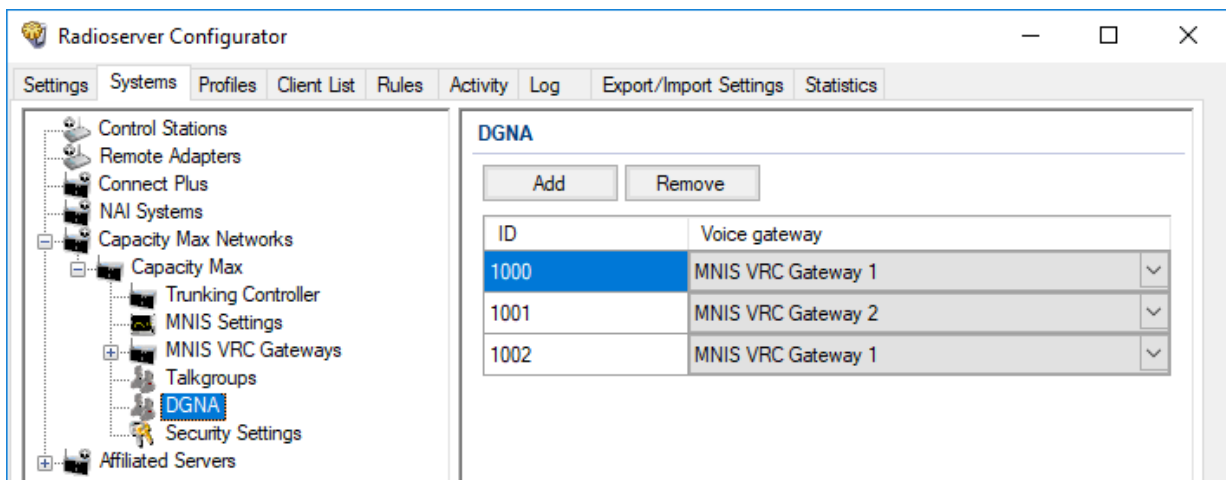 Radioserver Configurator
Settings Systems Profiles Client List Rules Activity Log Export/Import Settings Statistics
Control Stations
Remote Adapters
Connect Plus
NAI Systems
Capacity Max Networks
Capacity Max
Trunking Controller
MNIS Settings
MNIS VRC Gateways
Talkgroups
DGNA
Security Settings
Affiliated Servers
DGNA
Add Remove
ID Voice gateway
1000 MNIS VRC Gateway 1
1001 MNIS VRC Gateway 2
1002 MNIS VRC Gateway 1